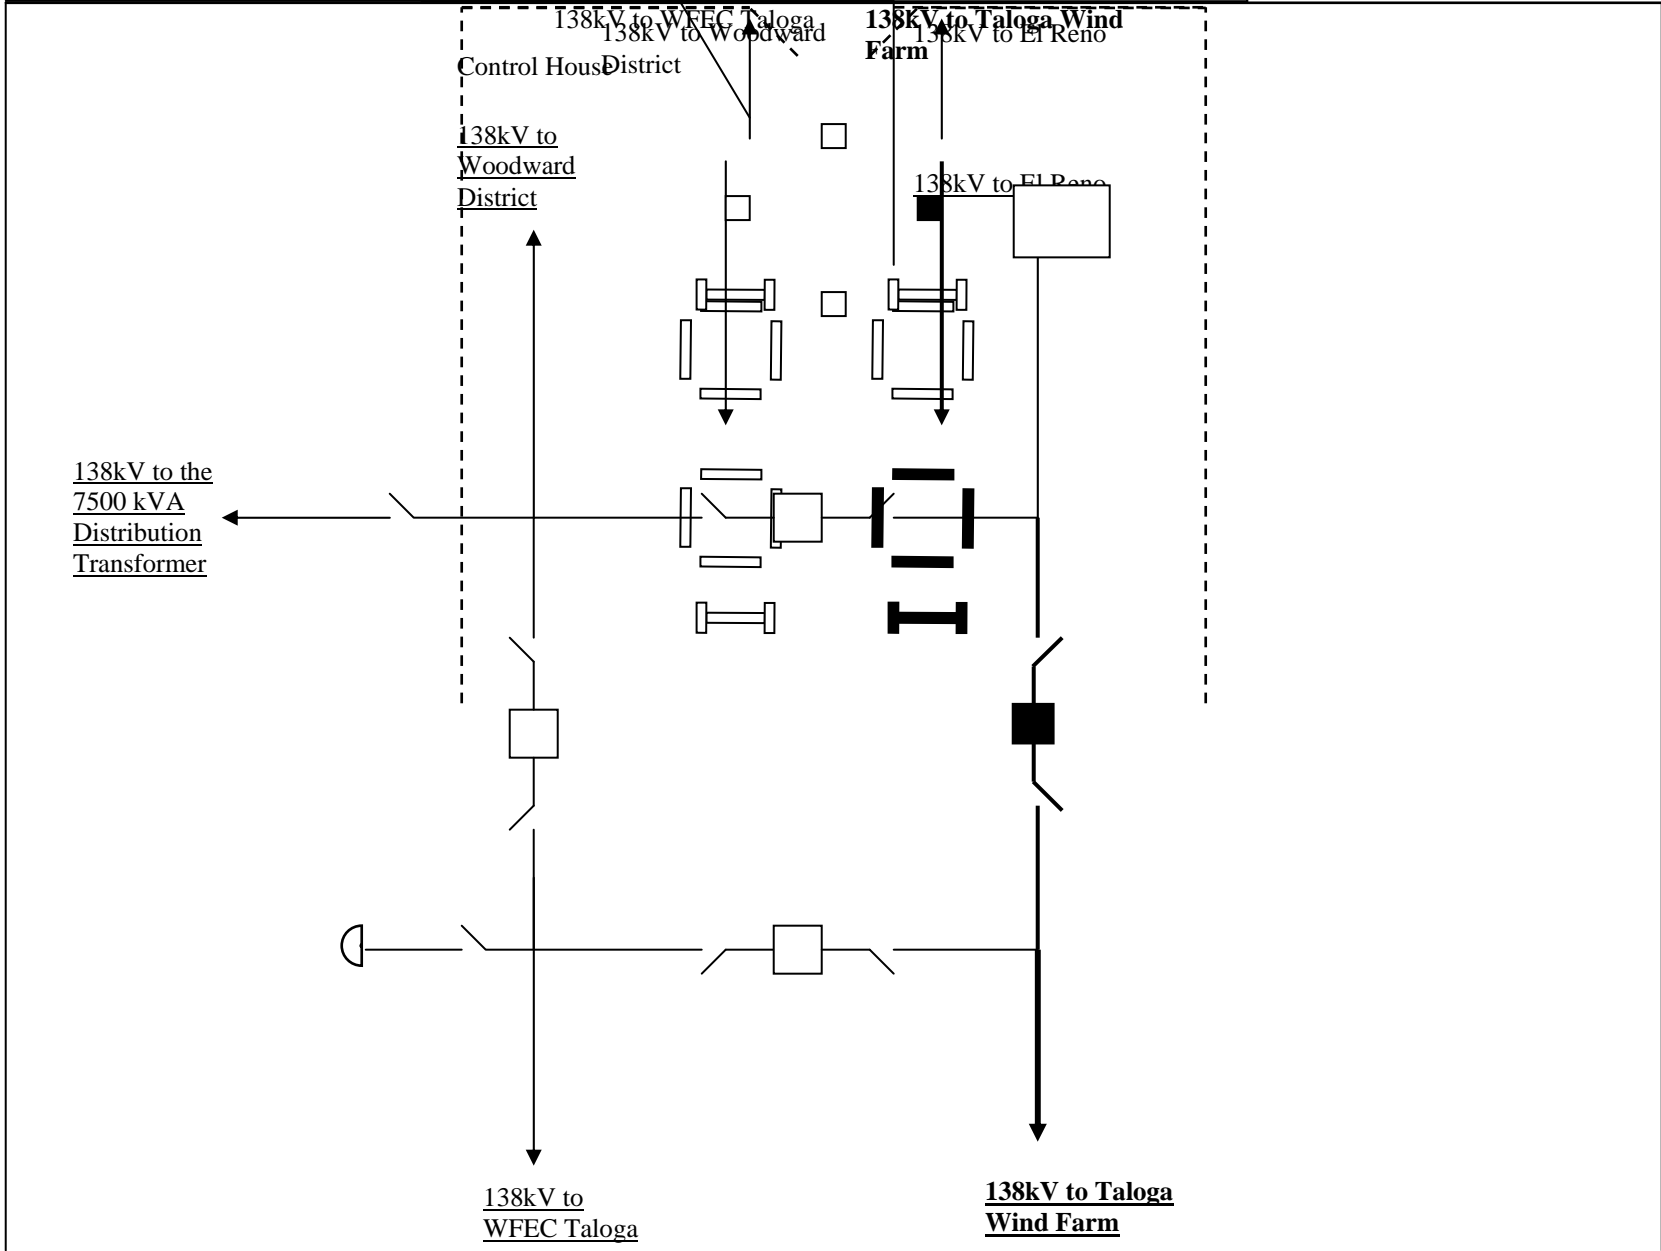 138kV to WFEC Taloga
138kV to Woodward
District
138kV to Taloga Wind
Farm
138kV to El Reno
Control House
138kV to
Woodward
District
138kV to El Reno
138kV to the
7500 kVA
Distribution
Transformer
138kV to
WFEC Taloga
138kV to Taloga
Wind Farm